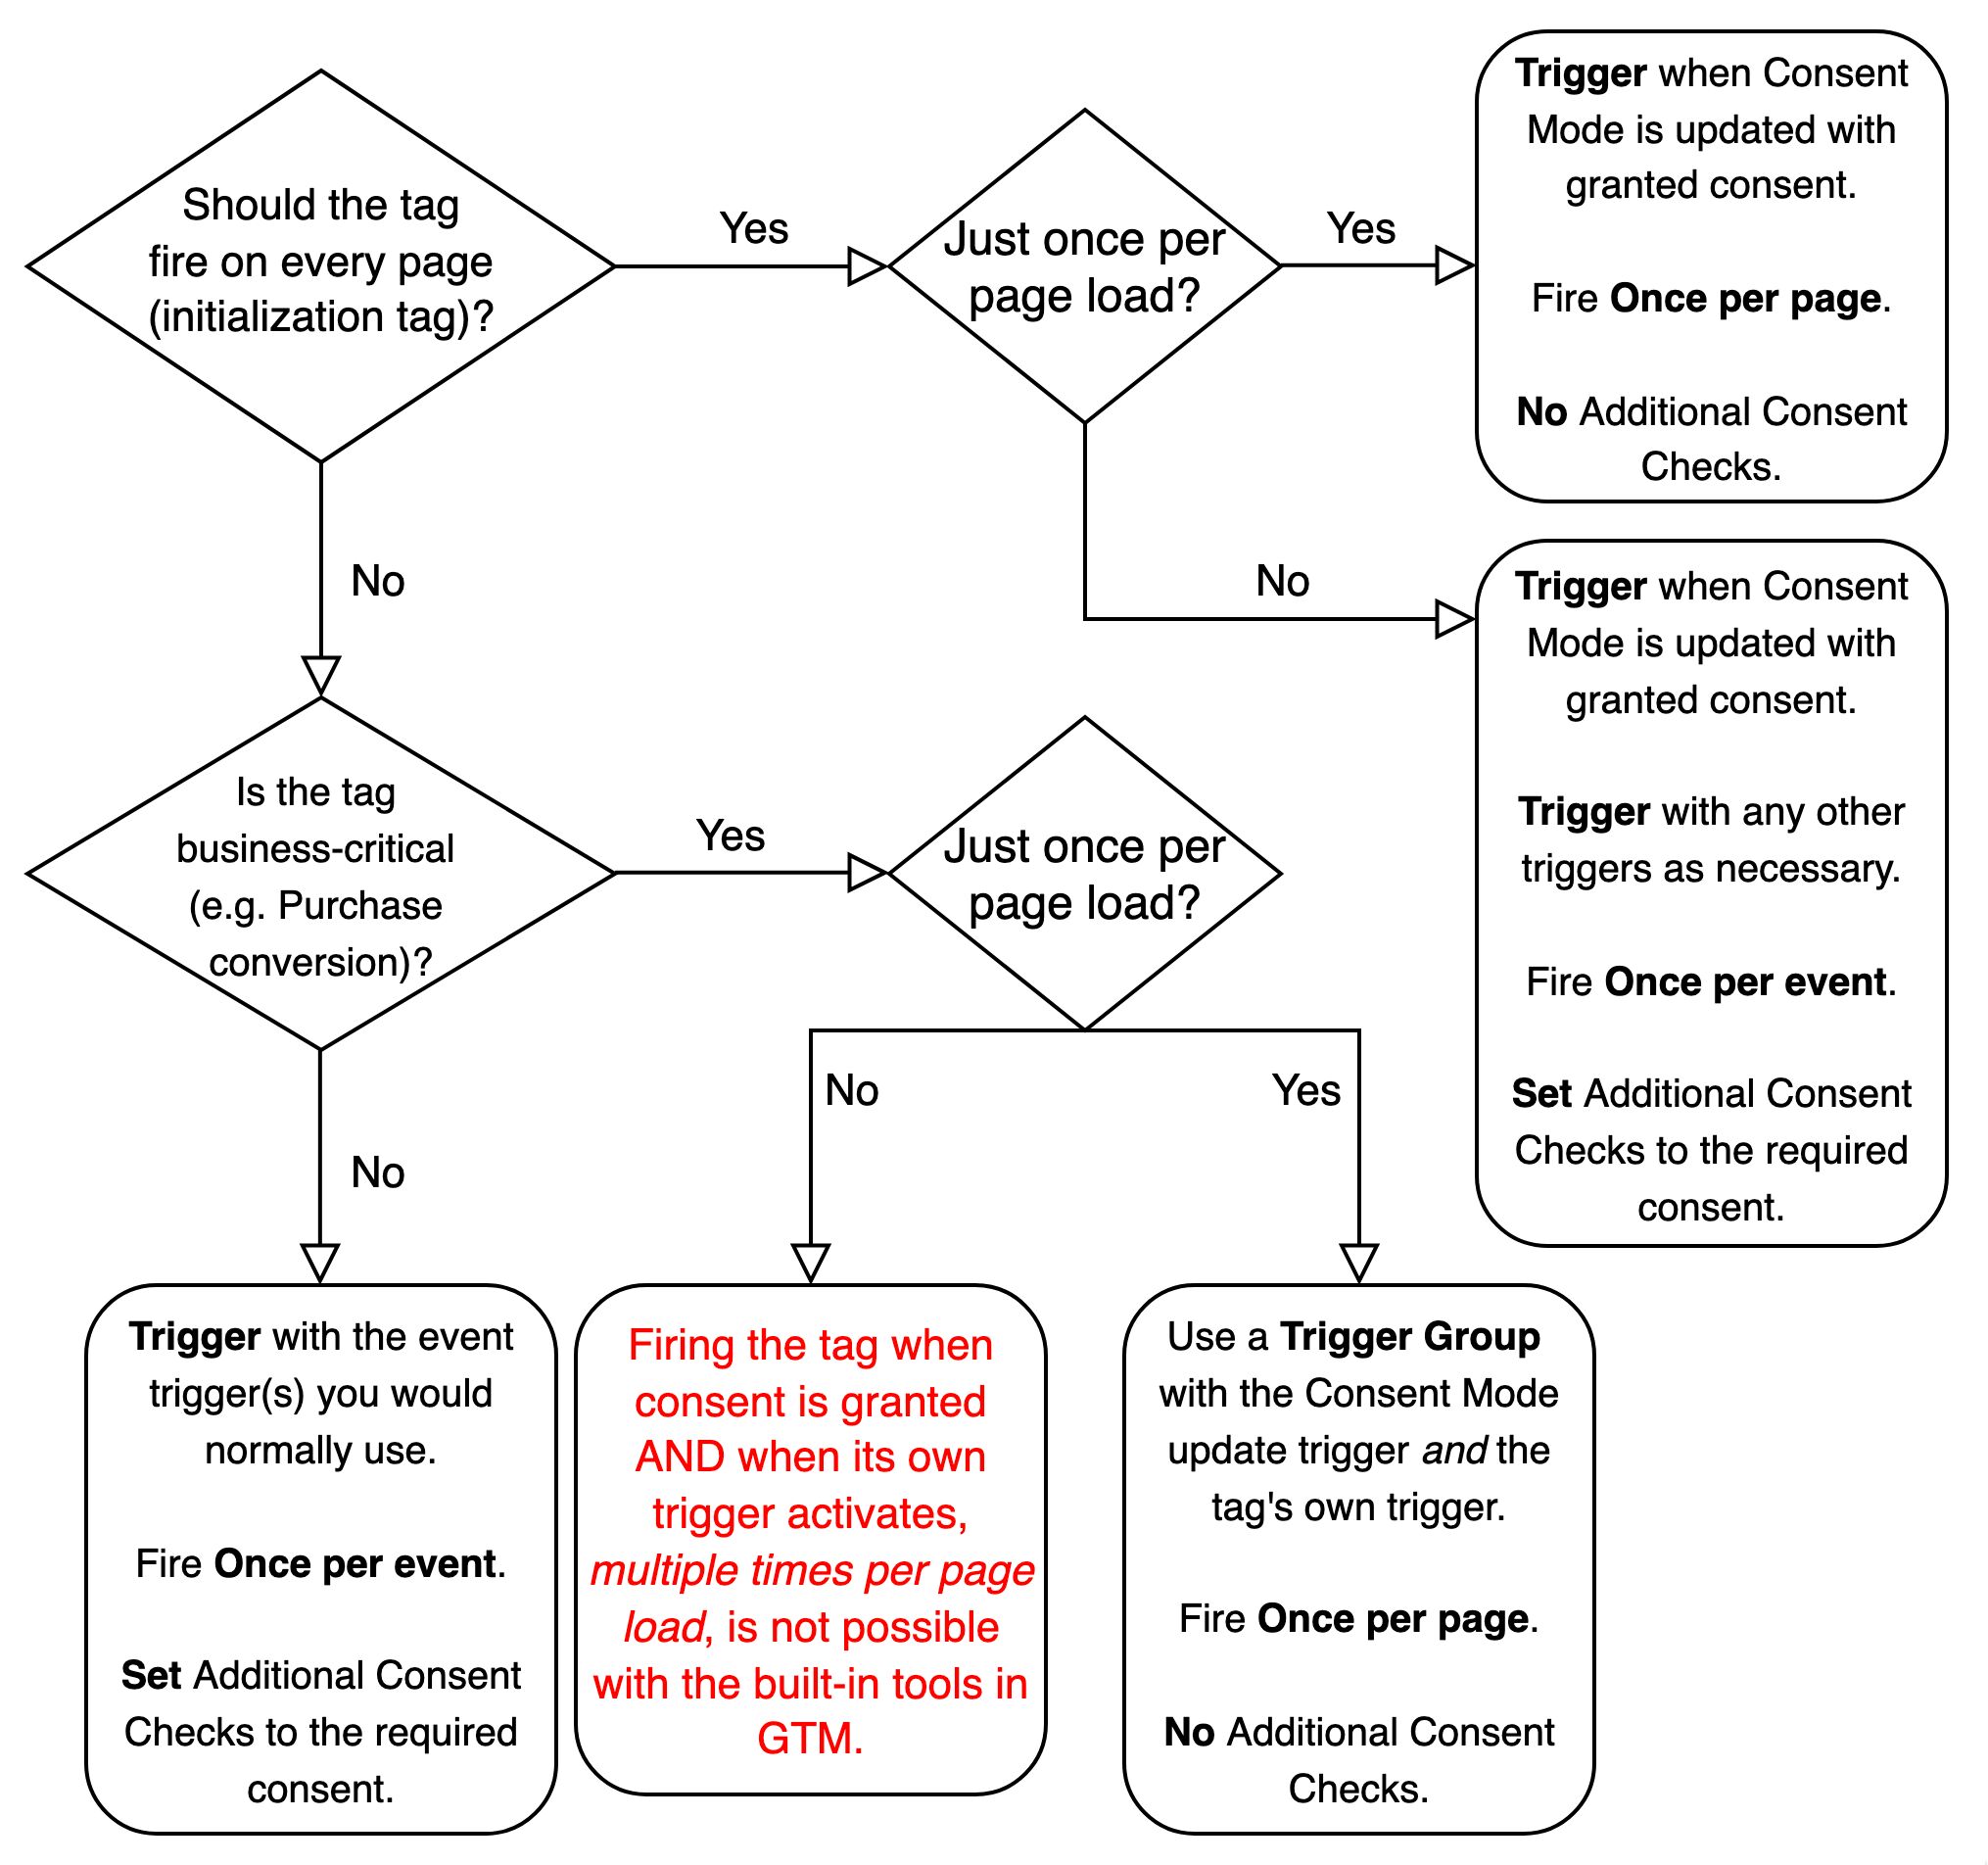 Should the tag
fire on every page
(initialization tag)?
Yes
Just once per
page load?
Yes
Trigger when Consent
Mode is updated with
granted consent.
Fire Once per page.
No Additional Consent
Checks.
No
Trigger when Consent
Mode is updated with
granted consent.
Trigger with any other
triggers as necessary.
Fire Once per event.
Set Additional Consent
Checks to the required
consent.
No
Is the tag
business-critical
(e.g. Purchase
conversion)?
Yes
Just once per
page load?
No
Yes
No
Trigger with the event
trigger(s) you would
normally use.
Fire Once per event.
Set Additional Consent
Checks to the required
consent.
Firing the tag when
consent is granted
AND when its own
trigger activates,
multiple times per page
load, is not possible
with the built-in tools in
GTM.
Use a Trigger Group
with the Consent Mode
update trigger and the
tag's own trigger.
Fire Once per page.
No Additional Consent
Checks.